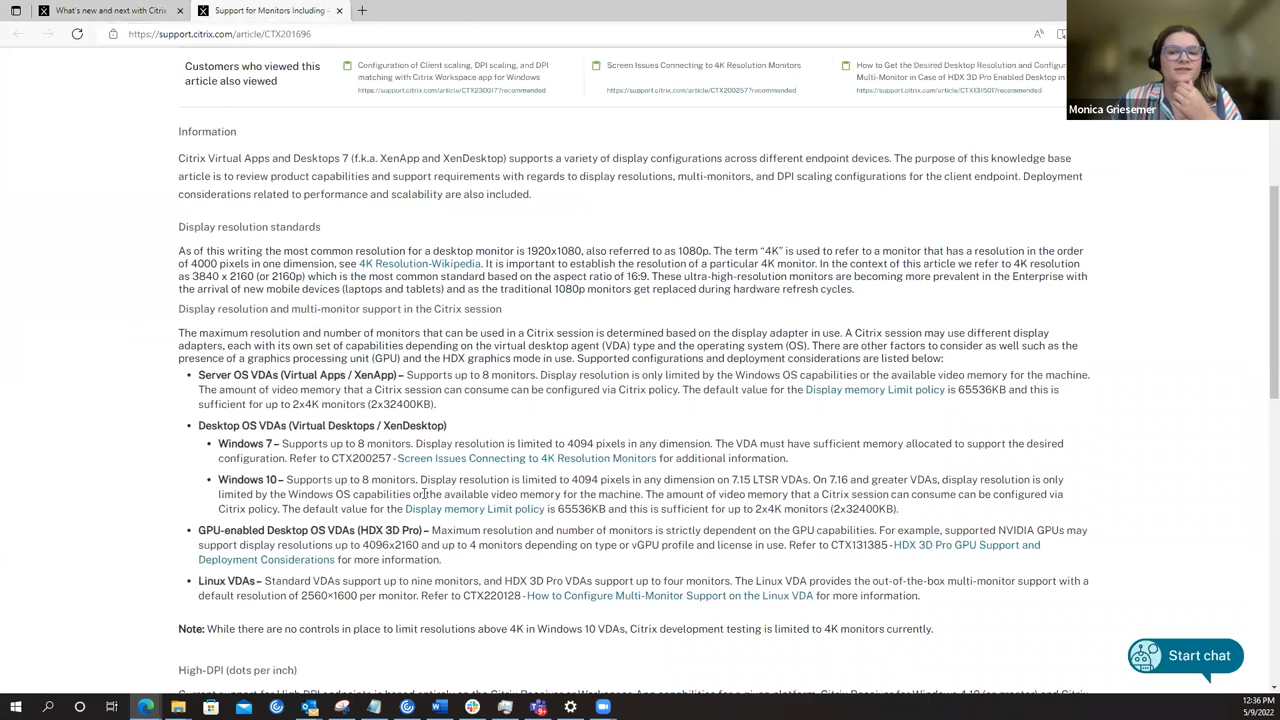 What's new and next with Citrix
Support for Monitors Including -
https://support.citrix.com/article/CTX201696
Monica Griesemer
Customers who viewed this
article also viewed
Configuration of Client scaling, DPI scaling, and DPI
matching with Citrix Workspace app for Windows
https://support.citrix.com/article/CTX230017?recommended
Screen Issues Connecting to 4K Resolution Monitors
https://support.citrix.com/article/CTX200257?recommended
How to Get the Desired Desktop Resolution and Configur
Multi-Monitor in Case of HDX 3D Pro Enabled Desktop in
https://support.citrix.com/article/CTX131501?recommended
Information
Citrix Virtual Apps and Desktops 7 (f.k.a. XenApp and XenDesktop) supports a variety of display configurations across different endpoint devices. The purpose of this knowledge base
article is to review product capabilities and support requirements with regards to display resolutions, multi-monitors, and DPI scaling configurations for the client endpoint. Deployment
considerations related to performance and scalability are also included.
Display resolution standards
As of this writing the most common resolution for a desktop monitor is 1920x1080, also referred to as 1080p. The term “4K” is used to refer to a monitor that has a resolution in the order
of 4000 pixels in one dimension, see 4K Resolution-Wikipedia. It is important to establish the resolution of a particular 4K monitor. In the context of this article we refer to 4K resolution
as 3840 x 2160 (or 2160p) which is the most common standard based on the aspect ratio of 16:9. These ultra-high-resolution monitors are becoming more prevalent in the Enterprise with
the arrival of new mobile devices (laptops and tablets) and as the traditional 1080p monitors get replaced during hardware refresh cycles.
Display resolution and multi-monitor support in the Citrix session
The maximum resolution and number of monitors that can be used in a Citrix session is determined based on the display adapter in use. A Citrix session may use different display
adapters, each with its own set of capabilities depending on the virtual desktop agent (VDA) type and the operating system (OS). There are other factors to consider as well such as the
presence of a graphics processing unit (GPU) and the HDX graphics mode in use. Supported configurations and deployment considerations are listed below:
• Server OS VDAs (Virtual Apps / XenApp) – Supports up to 8 monitors. Display resolution is only limited by the Windows OS capabilities or the available video memory for the machine.
The amount of video memory that a Citrix session can consume can be configured via Citrix policy. The default value for the Display memory Limit policy is 65536KB and this is
sufficient for up to 2x4K monitors (2x32400KB).
• Desktop OS VDAs (Virtual Desktops / XenDesktop)
• Windows 7 – Supports up to 8 monitors. Display resolution is limited to 4094 pixels in any dimension. The VDA must have sufficient memory allocated to support the desired
configuration. Refer to CTX200257 - Screen Issues Connecting to 4K Resolution Monitors for additional information.
• Windows 10 – Supports up to 8 monitors. Display resolution is limited to 4094 pixels in any dimension on 7.15 LTSR VDAs. On 7.16 and greater VDAs, display resolution is only
limited by the Windows OS capabilities or the available video memory for the machine. The amount of video memory that a Citrix session can consume can be configured via
Citrix policy. The default value for the Display memory Limit policy is 65536KB and this is sufficient for up to 2x4K monitors (2x32400KB).
• GPU-enabled Desktop OS VDAs (HDX 3D Pro) – Maximum resolution and number of monitors is strictly dependent on the GPU capabilities. For example, supported NVIDIA GPUs may
support display resolutions up to 4096x2160 and up to 4 monitors depending on type or vGPU profile and license in use. Refer to CTX131385 - HDX 3D Pro GPU Support and
Deployment Considerations for more information.
• Linux VDAs – Standard VDAs support up to nine monitors, and HDX 3D Pro VDAs support up to four monitors. The Linux VDA provides the out-of-the-box multi-monitor support with a
default resolution of 2560×1600 per monitor. Refer to CTX220128 - How to Configure Multi-Monitor Support on the Linux VDA for more information.
Note: While there are no controls in place to limit resolutions above 4K in Windows 10 VDAs, Citrix development testing is limited to 4K monitors currently.
Start chat
High-DPI (dots per inch)
12:36 PM
5/9/2022